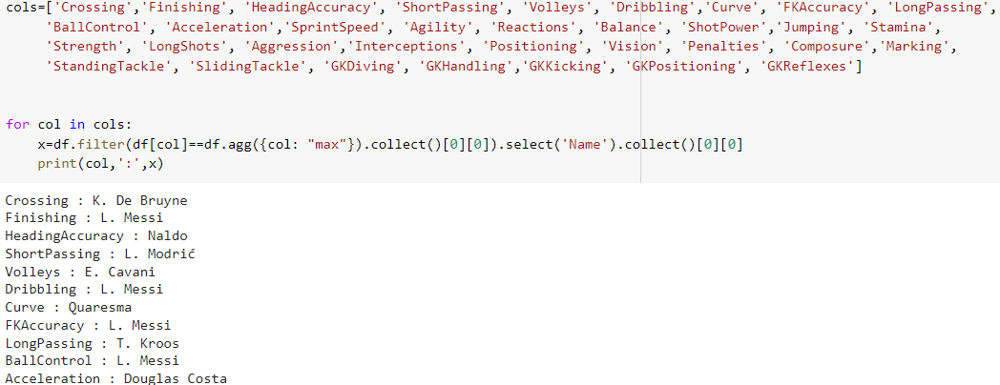 cols=['Crossing','Finishing', 'HeadingAccuracy', 'ShortPassing', 'Volleys', 'Dribbling','Curve', 'FKAccuracy', 'LongPassing',
'BallControl', 'Acceleration','SprintSpeed', 'Agility', 'Reactions', 'Balance', 'ShotPower','Jumping', 'Stamina',
'Strength', 'LongShots', 'Aggression','Interceptions', 'Positioning', 'Vision', 'Penalties', 'Composure','Marking',
'StandingTackle', 'SlidingTackle', 'GKDiving', 'GKHandling','GKKicking', 'GKPositioning', 'GKReflexes']
for col in cols:
x=df.filter(df[col]==df.agg({col: "max"}).collect()[0][0]).select('Name').collect()[0][0]
print(col,':',x)
Crossing : K. De Bruyne
Finishing : L. Messi
HeadingAccuracy : Naldo
ShortPassing : L. Modrić
Volleys : E. Cavani
Dribbling : L. Messi
Curve : Quaresma
FKAccuracy : L. Messi
LongPassing : T. Kroos
BallControl : L. Messi
Acceleration : Douglas Costa